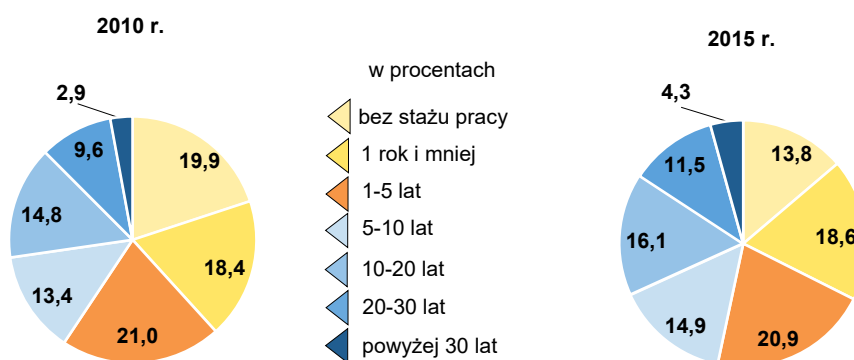 2010 r.
2,9
19,9
9,6
14,8
18,4
13,4
21,0
w procentach
bez stażu pracy
1 rok i mniej
1-5 lat
5-10 lat
10-20 lat
20-30 lat
powyżej 30 lat
2015 r.
4,3
13,8
11,5
16,1
18,6
14,9
20,9